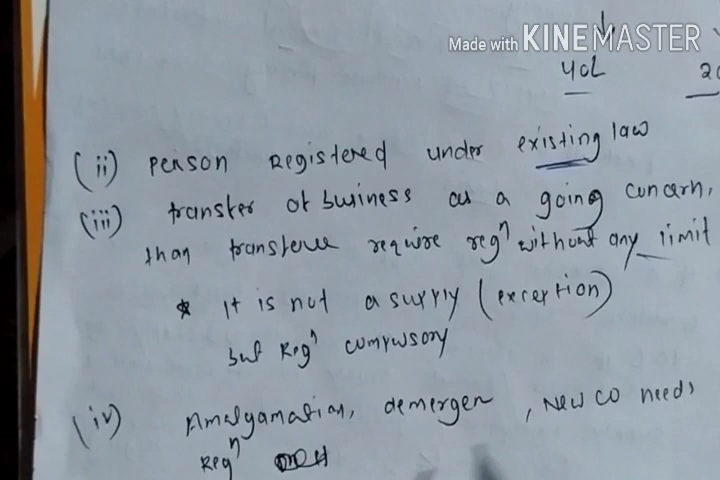 Made with KINEMASTER
40L 20
(ii) Person Registered under existing law
(iii) transfer of business as a going concern,
than transferee require regⁿ without any limit
* It is not a supply (exception)
but Regⁿ compulsory
(iv) Amalgamation, demerger, New co needs
regⁿ